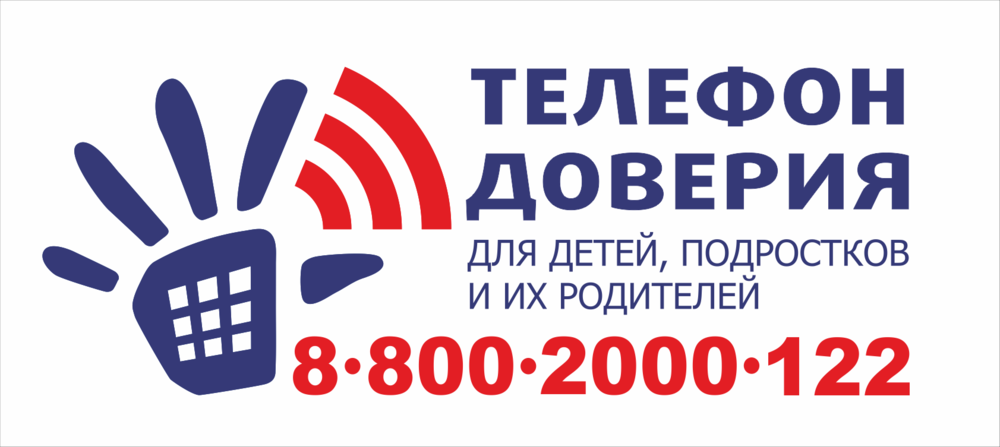 ТЕЛЕФОН
ДОВЕРИЯ
ДЛЯ ДЕТЕЙ, ПОДРОСТКОВ
И ИХ РОДИТЕЛЕЙ
8•800•2000•122